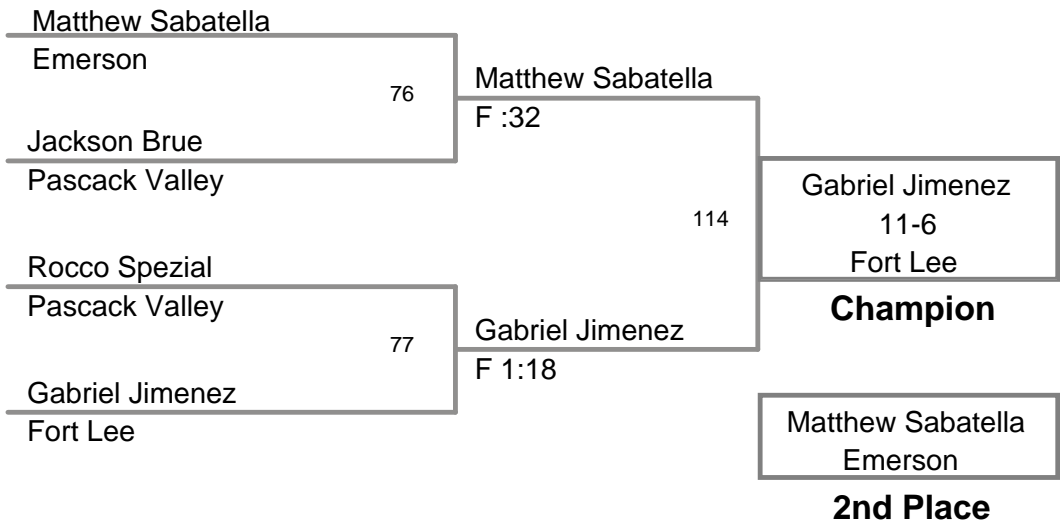 Matthew Sabatella
Emerson
76
Jackson Brue
Pascack Valley
Rocco Spezial
Pascack Valley
77
Gabriel Jimenez
Fort Lee
Matthew Sabatella
F :32
114
Gabriel Jimenez
F 1:18
Gabriel Jimenez
11-6
Fort Lee
Champion
Matthew Sabatella
Emerson
2nd Place